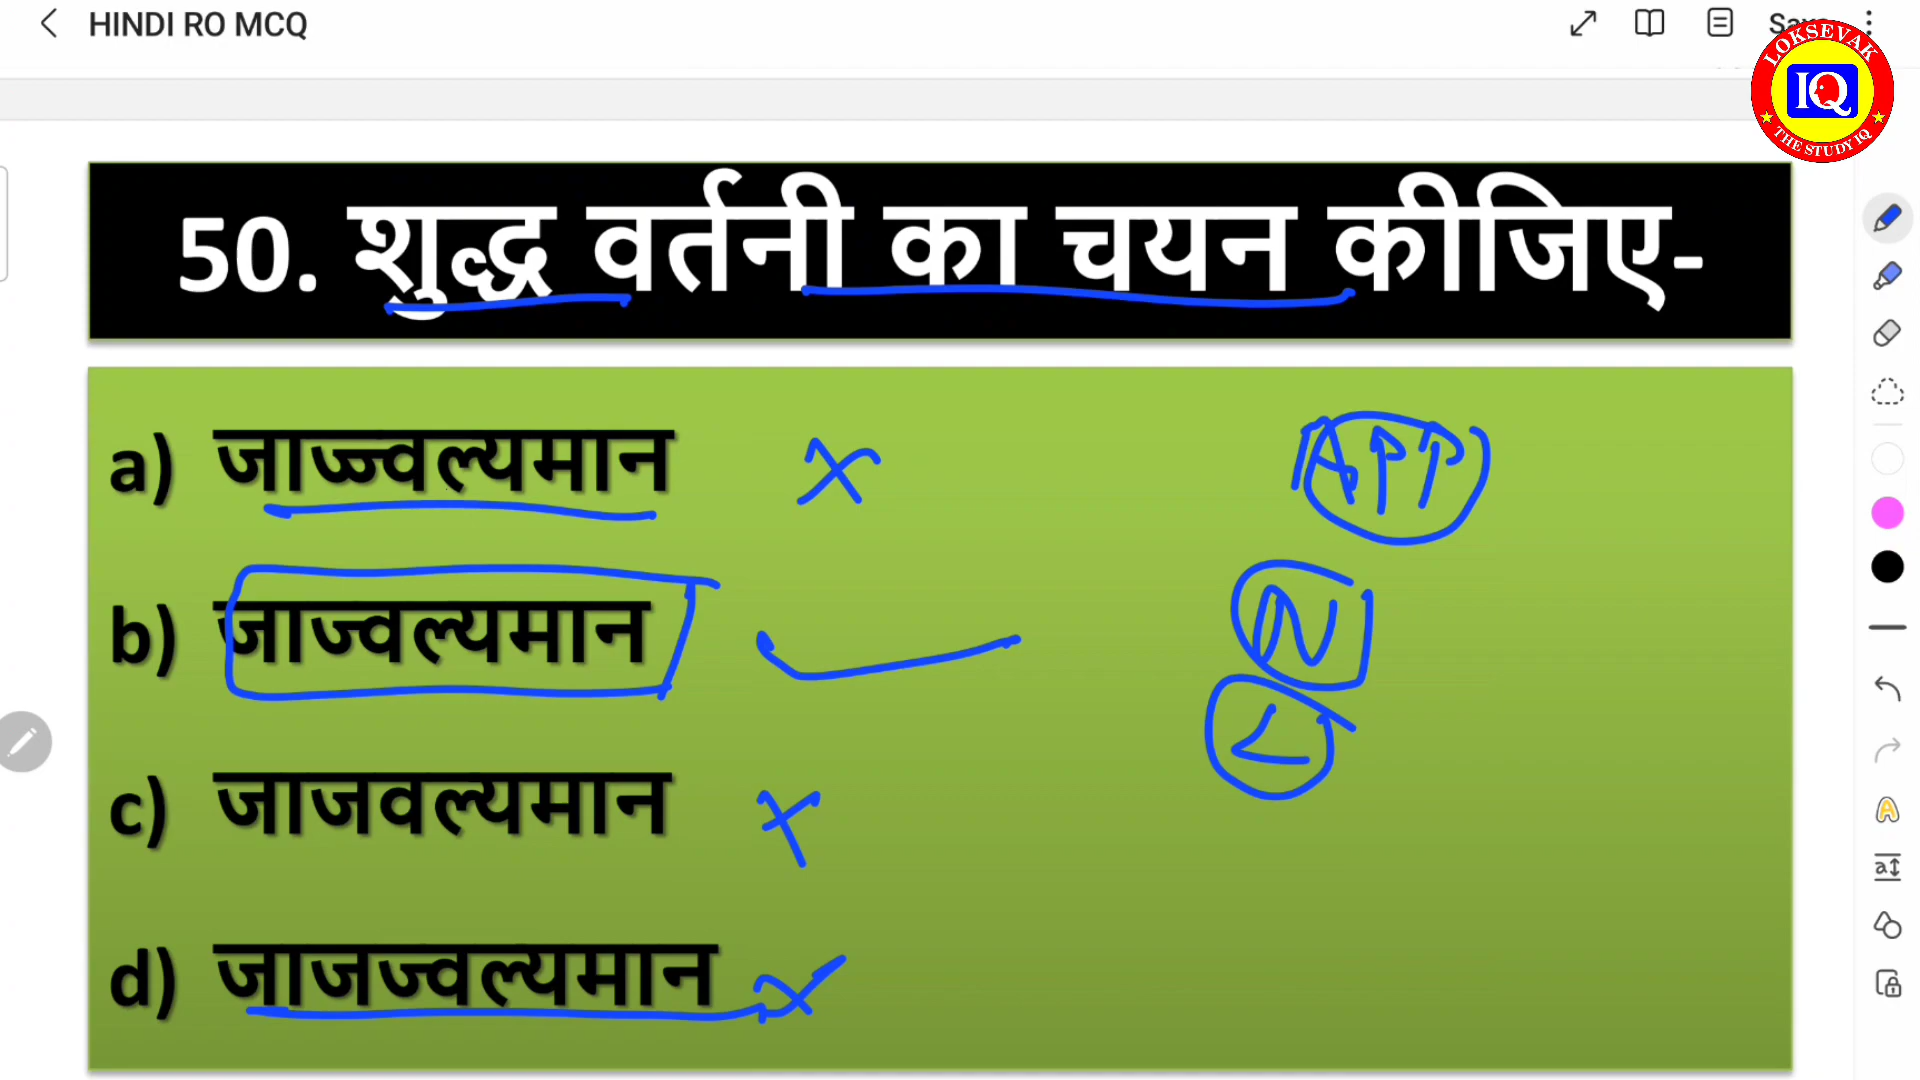 HINDI RO MCQ
LOKSEVAK
IQ
THE STUDY IQ
50. शुद्ध वर्तनी का चयन कीजिए-
a) जाज्ज्वल्यमान
APP
b) जाज्वल्यमान
N
L
c) जाजवल्यमान
d) जाजज्वल्यमान